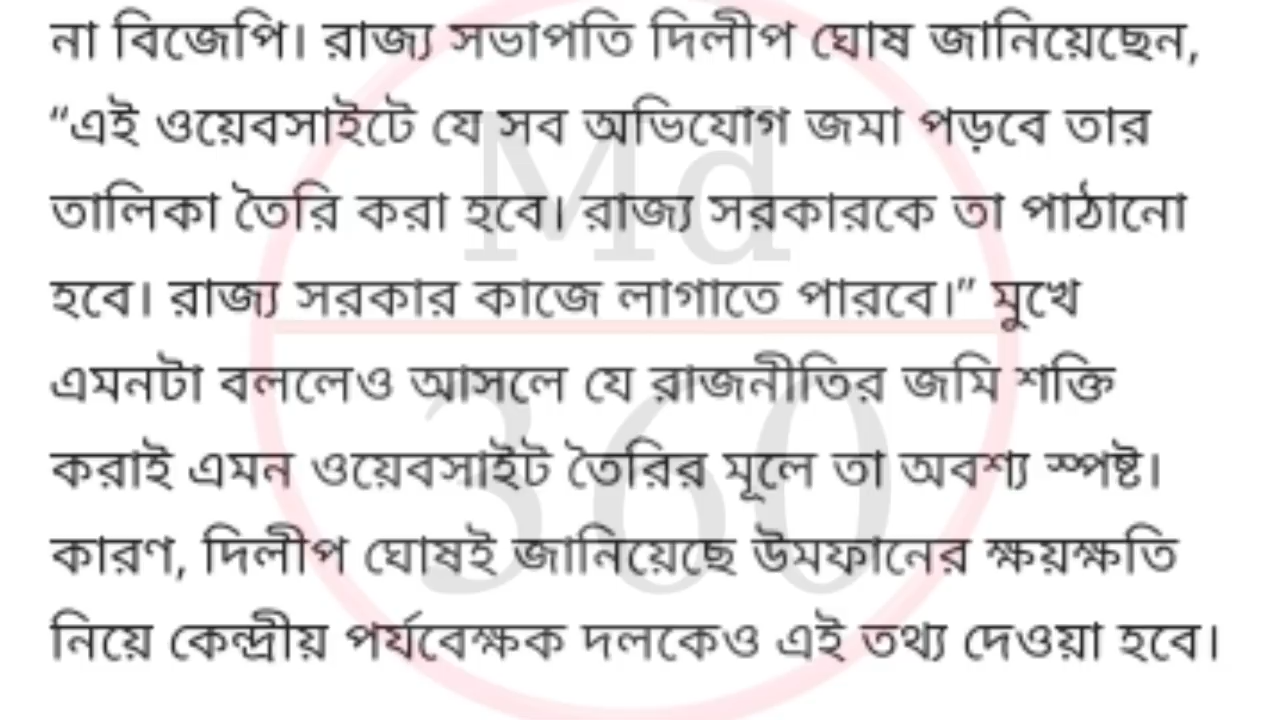 না বিজেপি। রাজ্য সভাপতি দিলীপ ঘোষ জানিয়েছেন,
“এই ওয়েবসাইটে যে সব অভিযোগ জমা পড়বে তার
তালিকা তৈরি করা হবে। রাজ্য সরকারকে তা পাঠানো
হবে। রাজ্য সরকার কাজে লাগাতে পারবে।” মুখে
এমনটা বললেও আসলে যে রাজনীতির জমি শক্তি
করাই এমন ওয়েবসাইট তৈরির মূলে তা অবশ্য স্পষ্ট।
কারণ, দিলীপ ঘোষই জানিয়েছে উমফানের ক্ষয়ক্ষতি
নিয়ে কেন্দ্রীয় পর্যবেক্ষক দলকেও এই তথ্য দেওয়া হবে।
Md
360